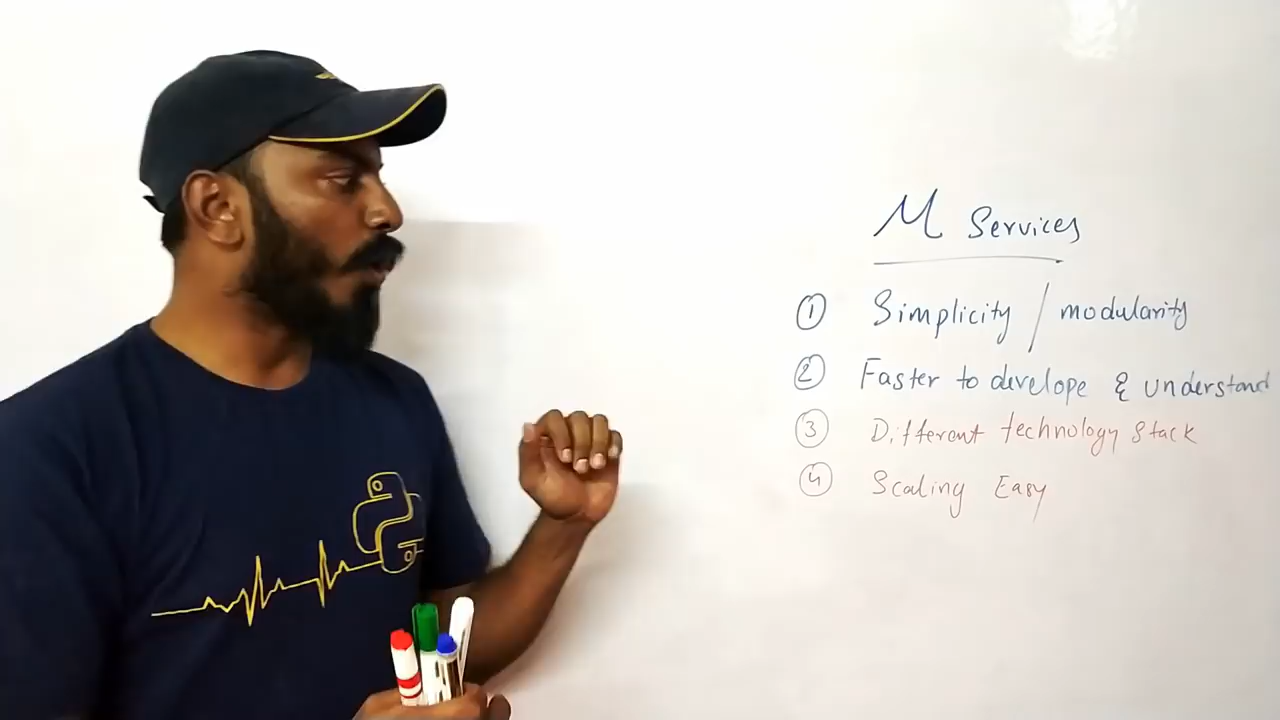 M Services
① Simplicity / modularity
② Faster to develope & understand
③ Different technology stack
④ Scaling Easy